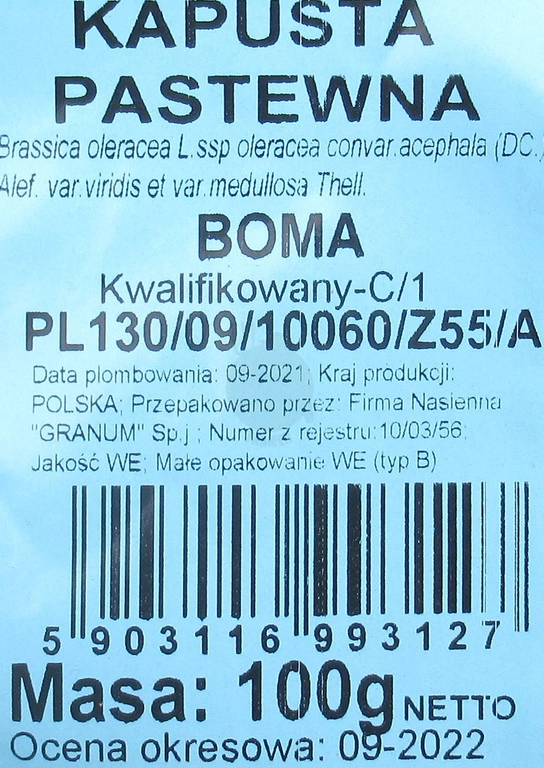 KAPUSTA
PASTEWNA
Brassica oleracea L.ssp oleracea convar.acephala (DC.)
Alef. var.viridis et var.medullosa Thell.
BOMA
Kwalifikowany-C/1
PL130/09/10060/Z55/A
Data plombowania: 09-2021; Kraj produkcji:
POLSKA; Przepakowano przez: Firma Nasienna
"GRANUM" Sp.j.; Numer z rejestru:10/03/56;
Jakość WE; Małe opakowanie WE (typ B)
5 903116 993127
Masa: 100g NETTO
Ocena okresowa: 09-2022